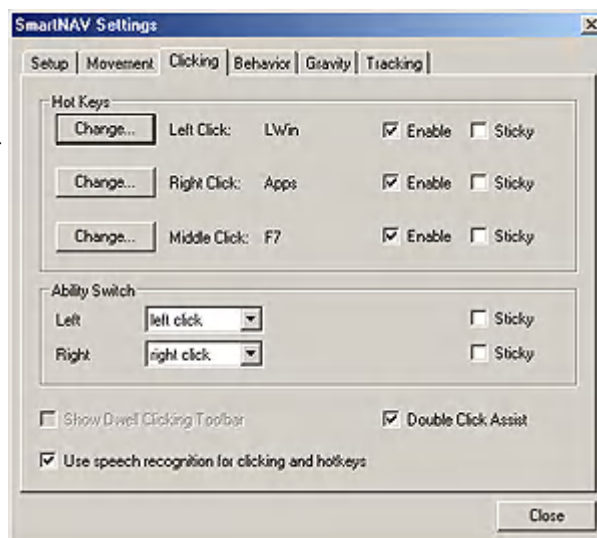 SmartNAV Settings
Setup Movement Clicking Behavior Gravity Tracking
Hot Keys
Change... Left Click: LWin Enable Sticky
Change... Right Click: Apps Enable Sticky
Change... Middle Click: F7 Enable Sticky
Ability Switch
Left left click Sticky
Right right click Sticky
Show Dwell Clicking Toolbar Double Click Assist
Use speech recognition for clicking and hotkeys
Close